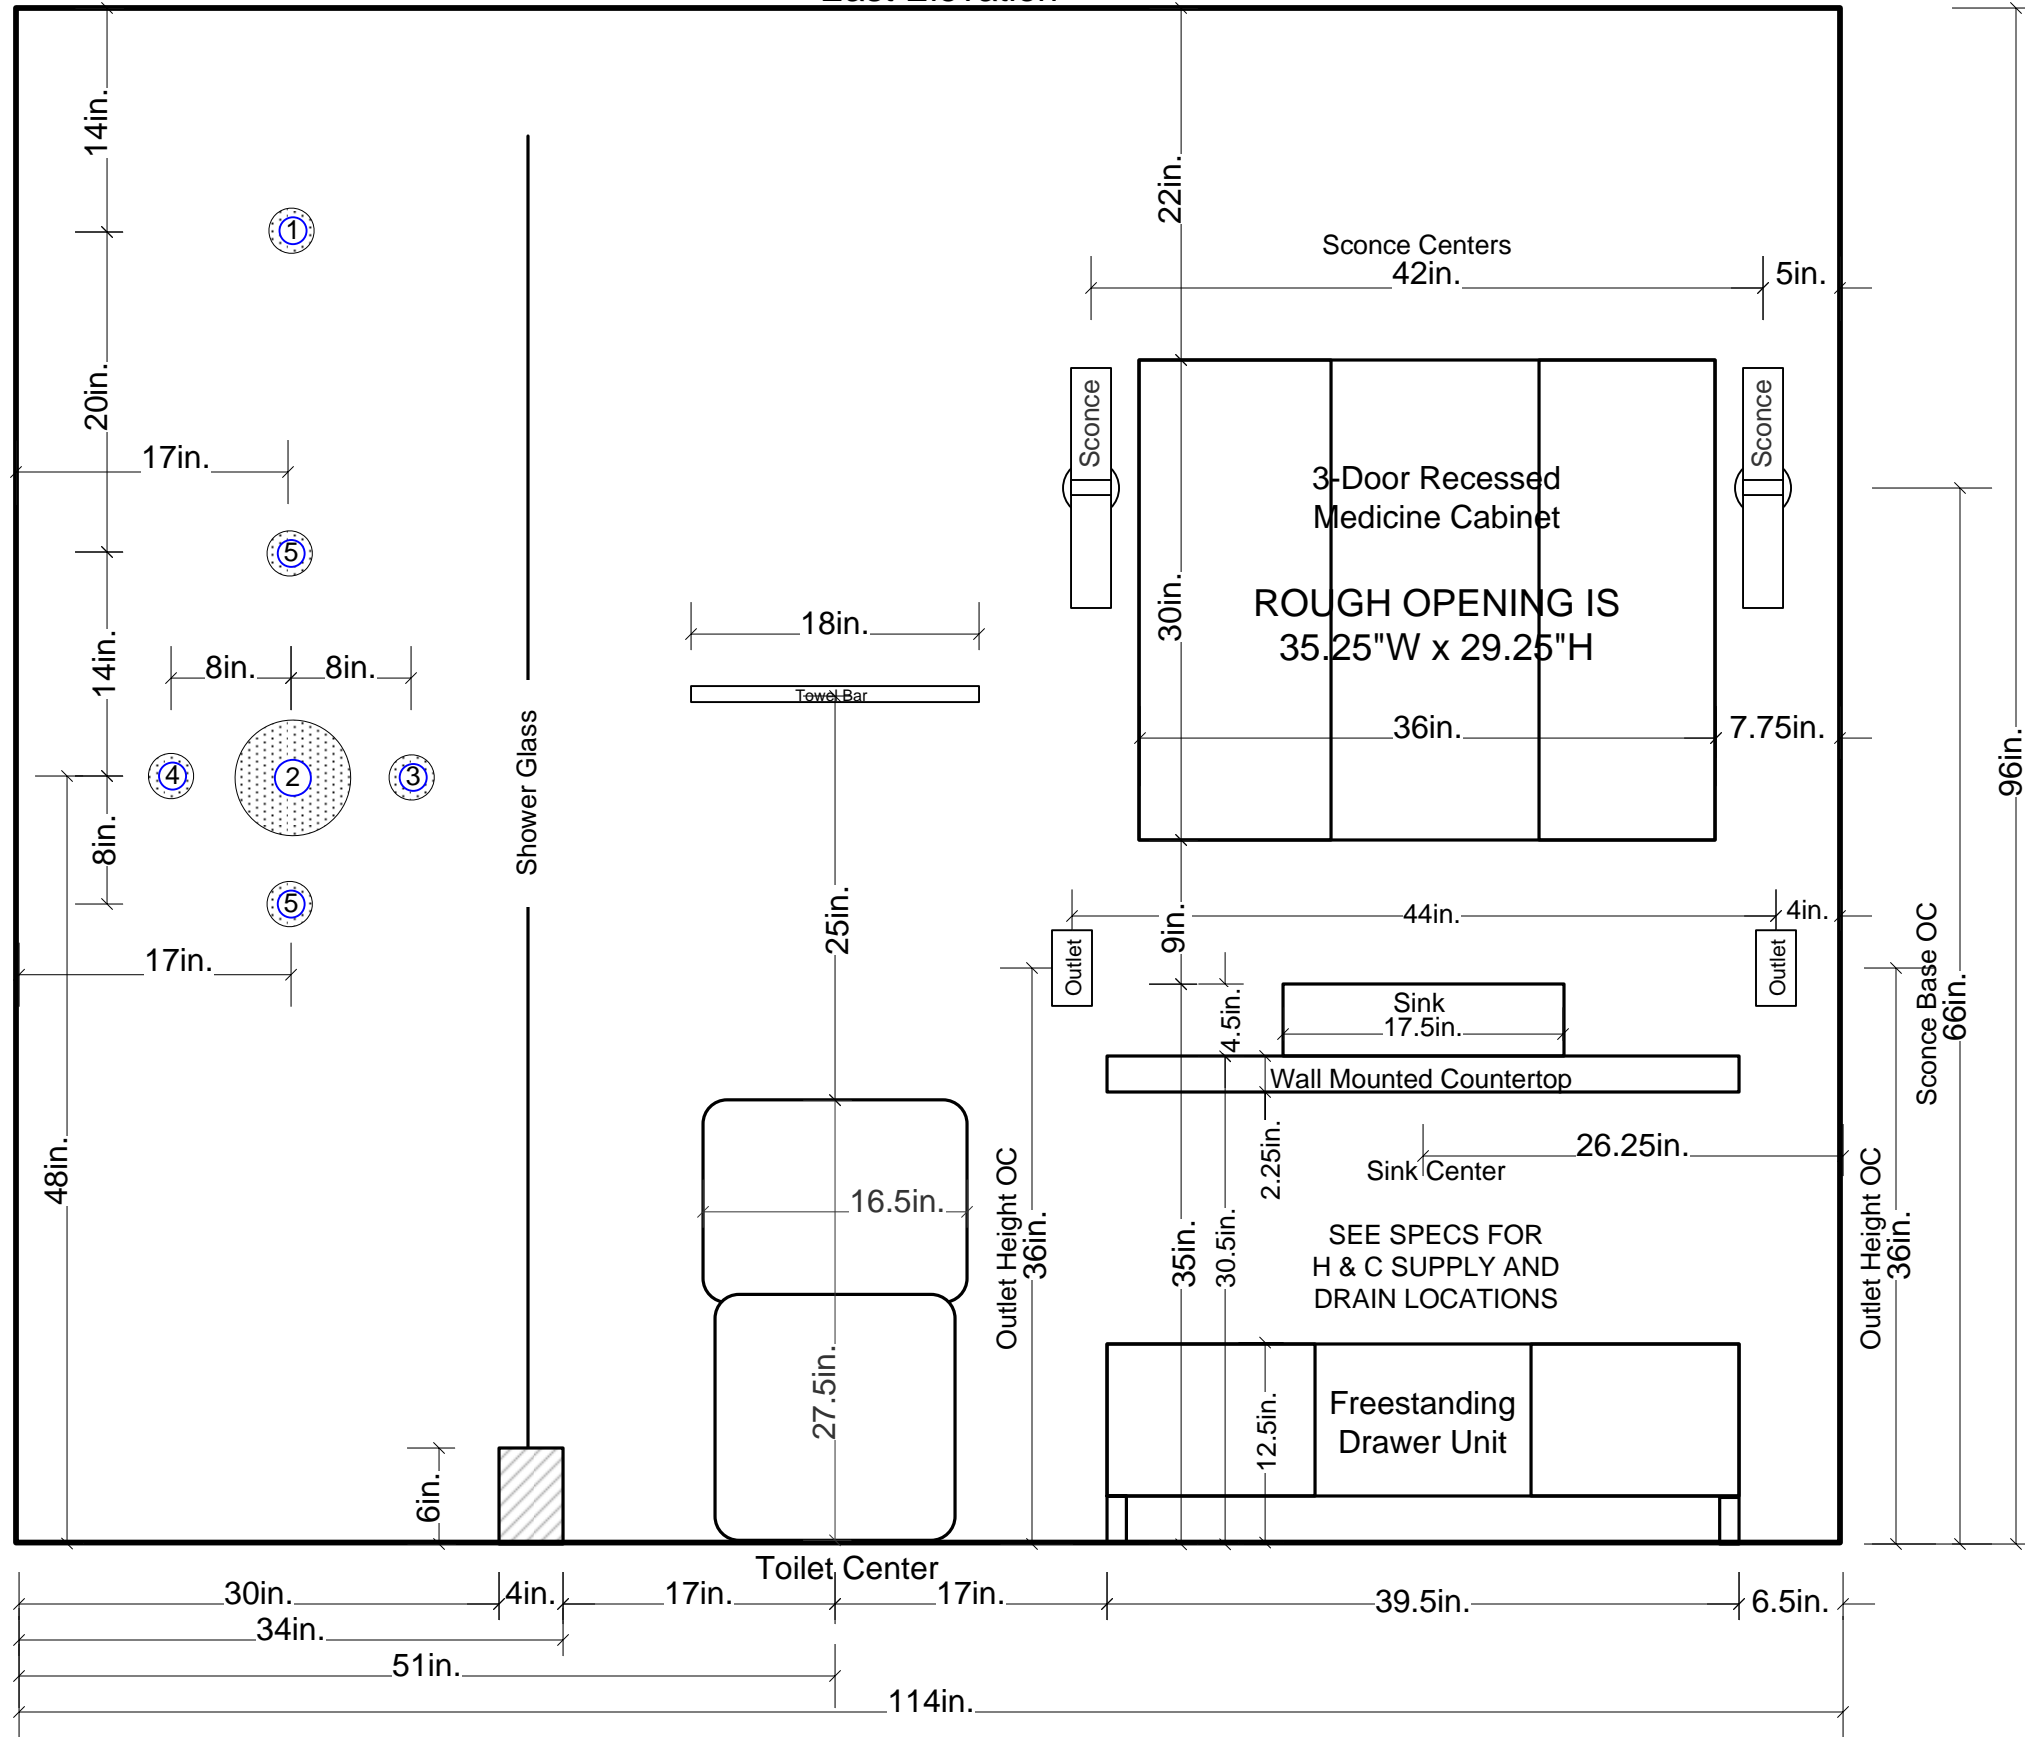 East Elevation
14in.
22in.
1
Sconce Centers
42in.
5in.
20in.
17in.
Sconce
Sconce
3-Door Recessed
Medicine Cabinet
5
30in.
ROUGH OPENING IS
35.25"W x 29.25"H
18in.
14in.
8in.
8in.
Towel Bar
36in.
7.75in.
96in.
4
2
3
Shower Glass
8in.
5
25in.
9in.
44in.
4in.
17in.
Outlet
Outlet
Sconce Base OC
66in.
Sink
17.5in.
4.5in.
Wall Mounted Countertop
2.25in.
26.25in.
Sink Center
48in.
16.5in.
Outlet Height OC
36in.
35in.
30.5in.
SEE SPECS FOR
H & C SUPPLY AND
DRAIN LOCATIONS
Outlet Height OC
36in.
27.5in.
12.5in.
Freestanding
Drawer Unit
6in.
Toilet Center
30in.
4in.
17in.
17in.
39.5in.
6.5in.
34in.
51in.
114in.